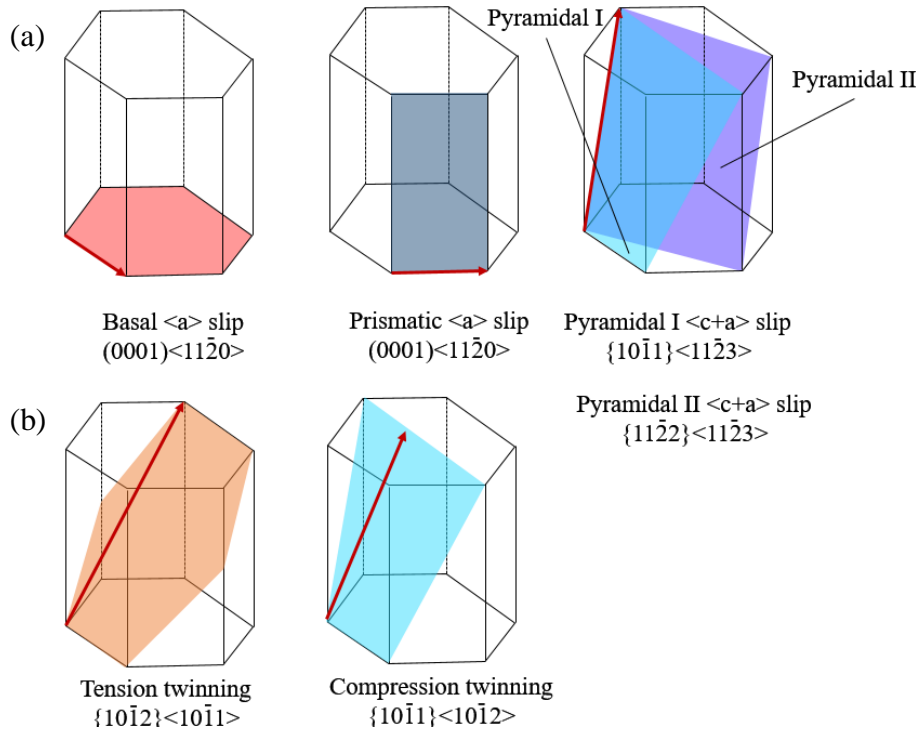 (a)
Pyramidal I
Pyramidal II
Basal <a> slip
(0001)<112̅0>
Prismatic <a> slip
(0001)<112̅0>
Pyramidal I <c+a> slip
{101̅1}<112̅3>
Pyramidal II <c+a> slip
{112̅2}<112̅3>
(b)
Tension twinning
{101̅2}<101̅1>
Compression twinning
{101̅1}<101̅2>